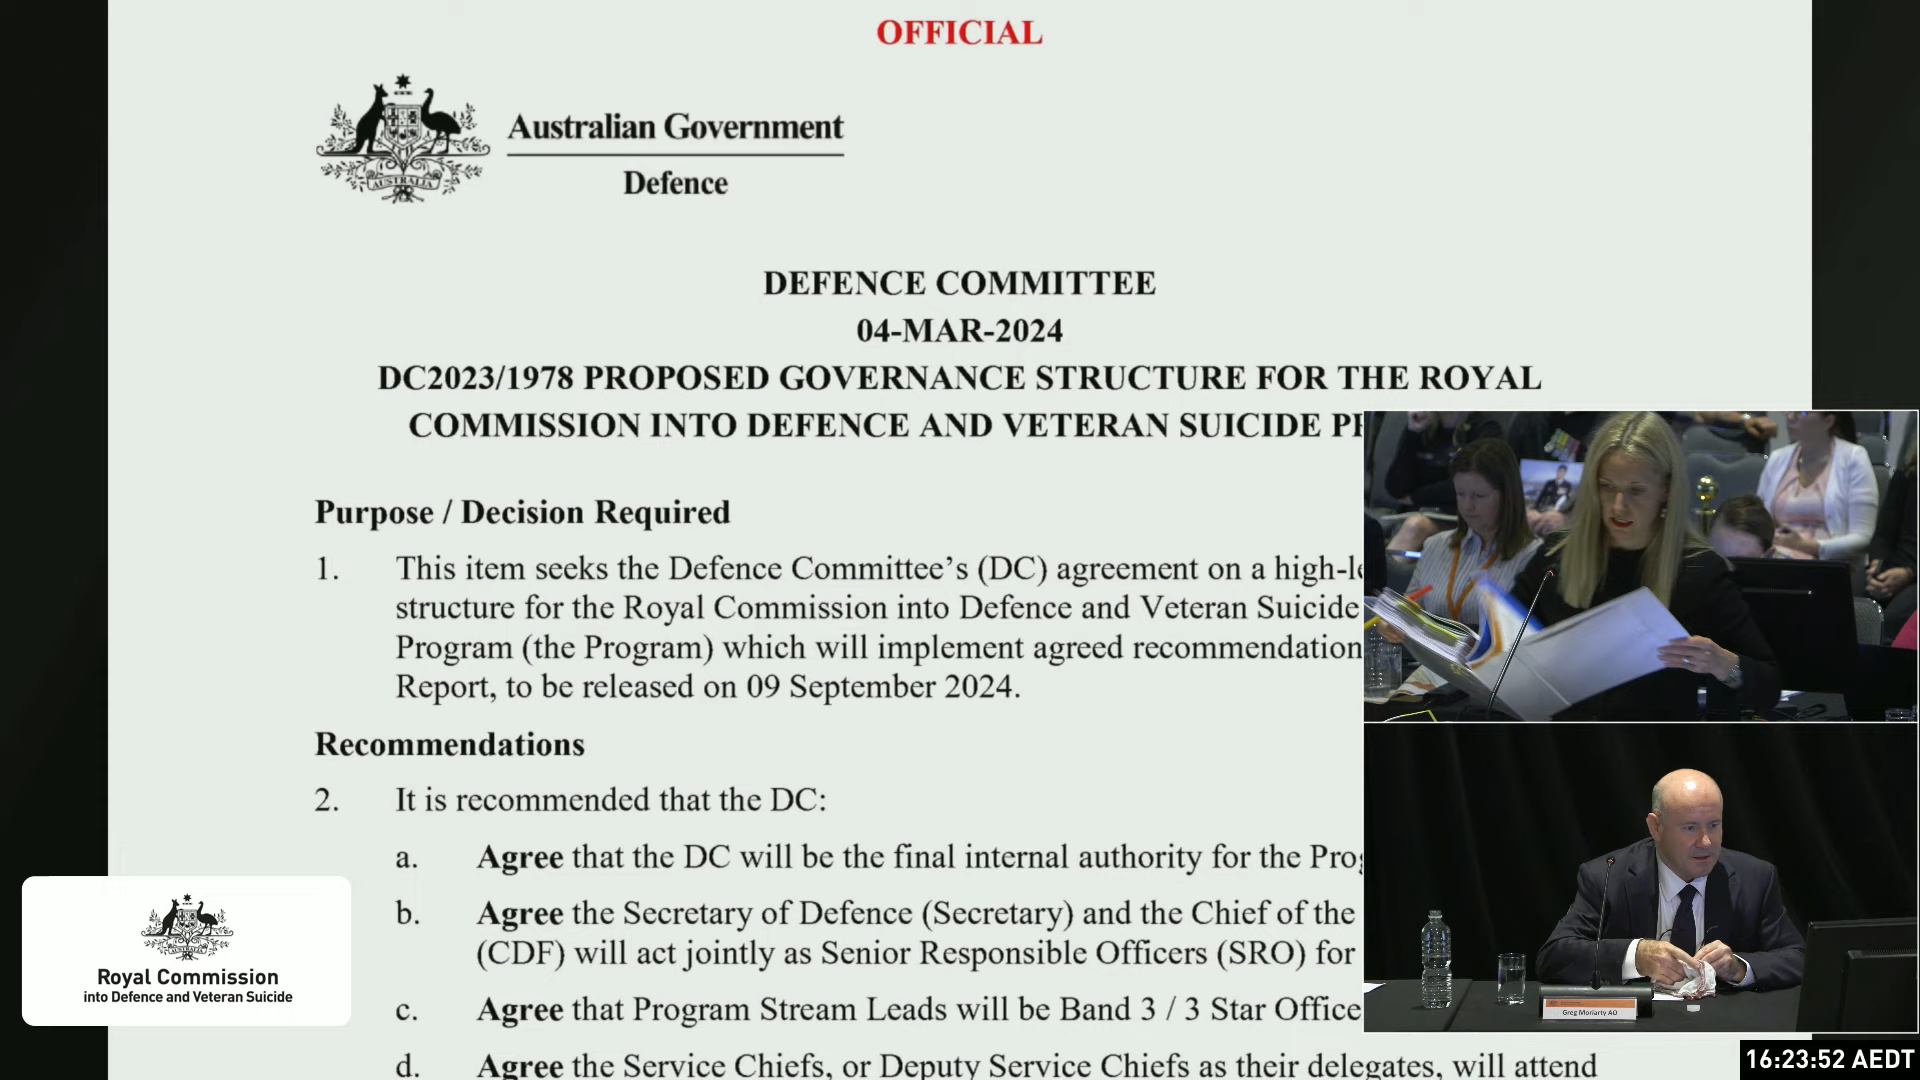 OFFICIAL
Australian Government
Defence
AUSTRALIA
DEFENCE COMMITTEE
04-MAR-2024
DC2023/1978 PROPOSED GOVERNANCE STRUCTURE FOR THE ROYAL
COMMISSION INTO DEFENCE AND VETERAN SUICIDE
Purpose / Decision Required
1. This item seeks the Defence Committee’s (DC) agreement on a
structure for the Royal Commission into Defence and Veteran Suicide
Program (the Program) which will implement agreed
Report, to be released on 09 September 2024.
Recommendations
2. It is recommended that the DC:
a. Agree that the DC will be the final internal authority for the
b. Agree the Secretary of Defence (Secretary) and the Chief of the
(CDF) will act jointly as Senior Responsible Officers (SRO) for
c. Agree that Program Stream Leads will be Band 3 / 3 Star
d. Agree the Service Chiefs, or Deputy Service Chiefs as their delegates, will attend
Royal Commission
into Defence and Veteran Suicide
Greg Moriarty AO
16:23:52 AEDT